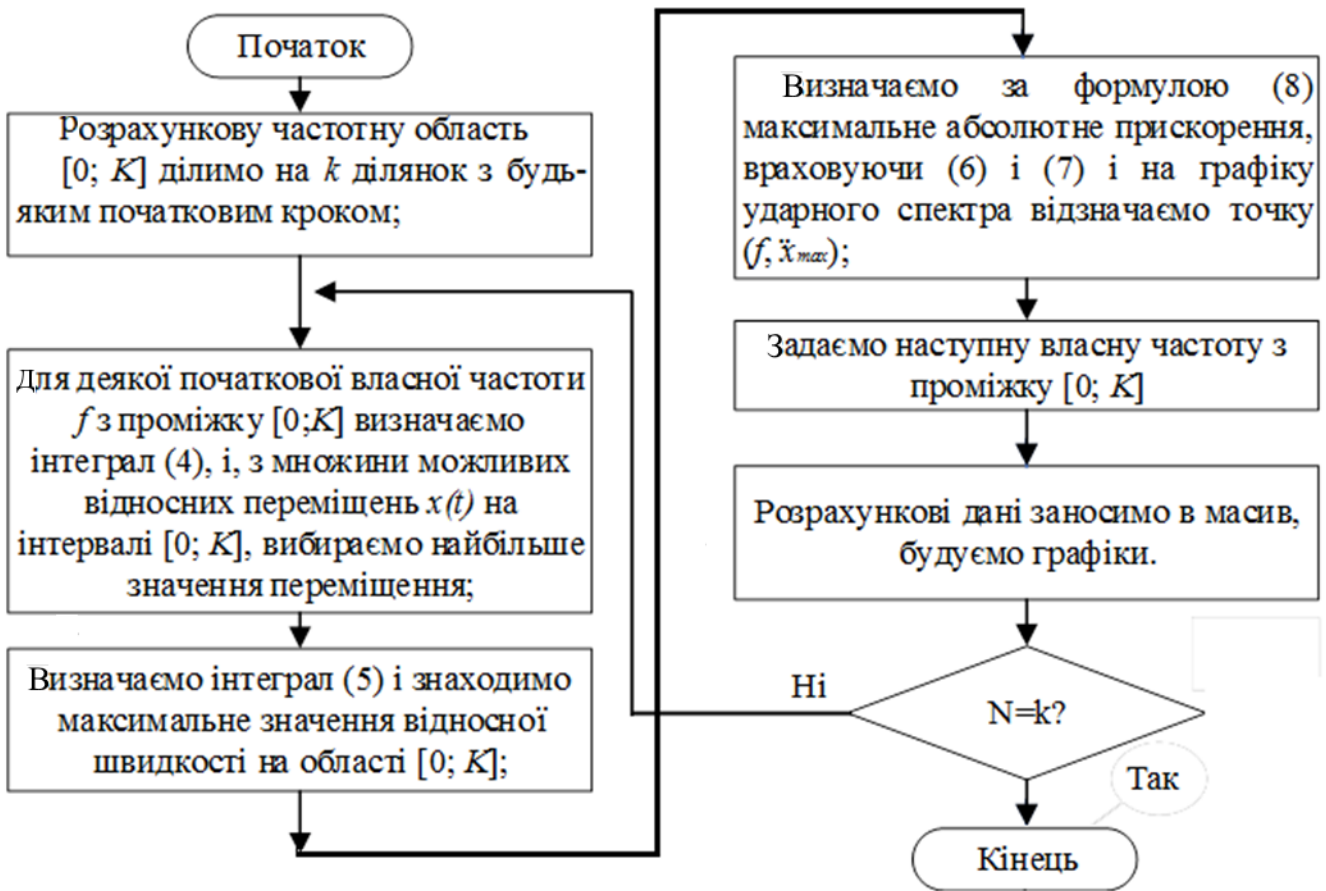 Початок
Розрахункову частотну область
[0; K] ділимо на k ділянок з будь-
яким початковим кроком;
Для деякої початкової власної частоти
f з проміжку [0;K] визначаємо
інтеграл (4), і, з множини можливих
відносних переміщень x(t) на
інтервалі [0; K], вибираємо найбільше
значення переміщення;
Визначаємо інтеграл (5) і знаходимо
максимальне значення відносної
швидкості на області [0; K];
Визначаємо за формулою (8)
максимальне абсолютне прискорення,
враховуючи (6) і (7) і на графіку
ударного спектра відзначаємо точку
(f, ẍmax);
Задаємо наступну власну частоту з
проміжку [0; K]
Розрахункові дані заносимо в масив,
будуємо графіки.
Ні
N=k?
Так
Кінець